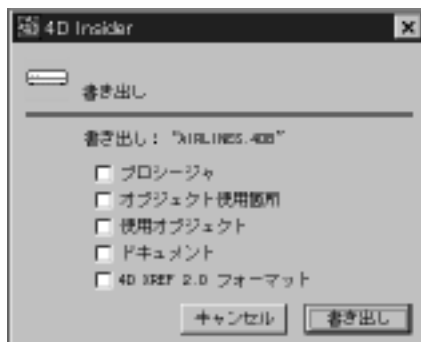 4D Insider
書き出し
書き出し： "AIRLINES.4DB"
プロシージャ
オブジェクト使用箇所
使用オブジェクト
ドキュメント
4D XREF 2.0 フォーマット
キャンセル
書き出し